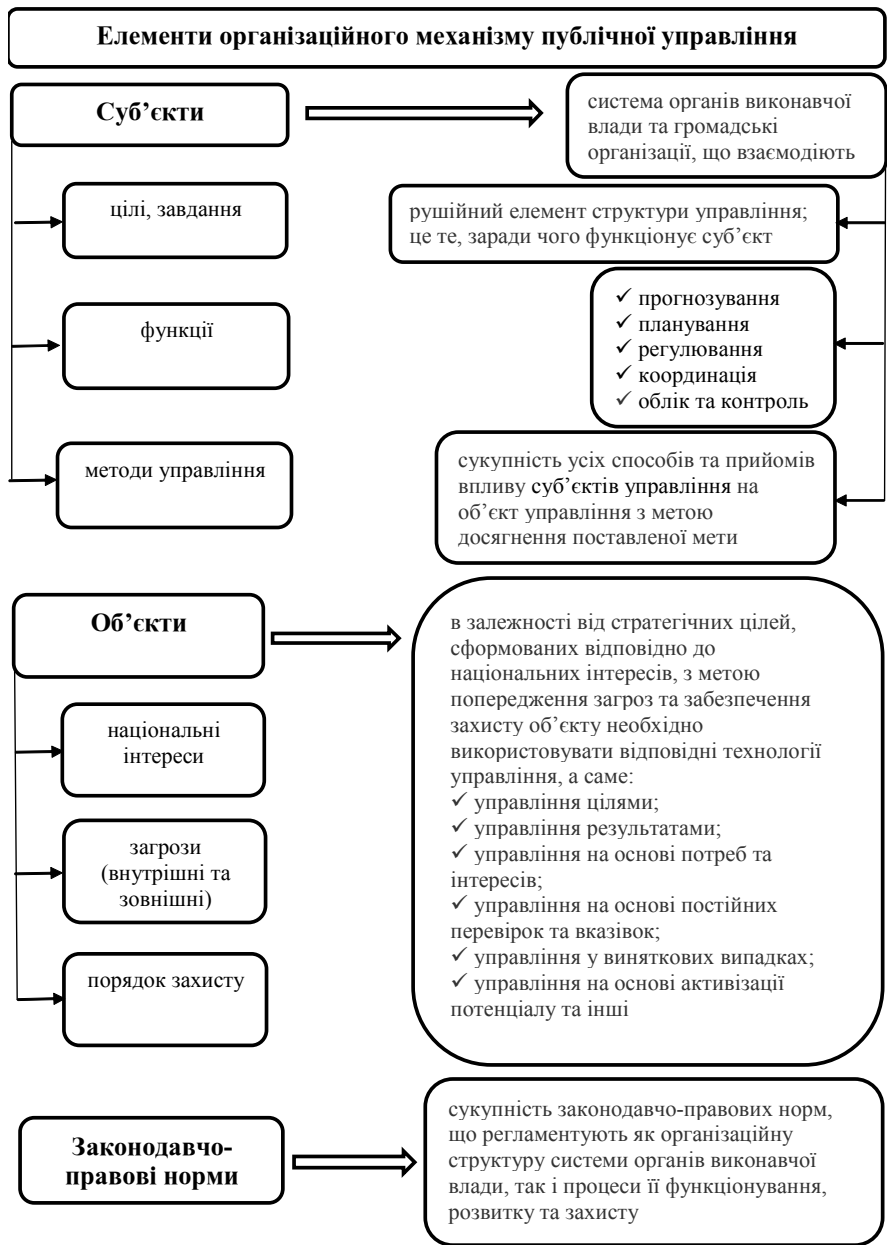 Елементи організаційного механізму публічної управління
Суб’єкти
система органів виконавчої
влади та громадські
організації, що взаємодіють
цілі, завдання
рушійний елемент структури управління;
це те, заради чого функціонує суб’єкт
функції
✓ прогнозування
✓ планування
✓ регулювання
✓ координація
✓ облік та контроль
методи управління
сукупність усіх способів та прийомів
впливу суб’єктів управління на
об’єкт управління з метою
досягнення поставленої мети
Об’єкти
в залежності від стратегічних цілей,
сформованих відповідно до
національних інтересів, з метою
попередження загроз та забезпечення
захисту об’єкту необхідно
використовувати відповідні технології
управління, а саме:
✓ управління цілями;
✓ управління результатами;
✓ управління на основі потреб та
інтересів;
✓ управління на основі постійних
перевірок та вказівок;
✓ управління у виняткових випадках;
✓ управління на основі активізації
потенціалу та інші
національні
інтереси
загрози
(внутрішні та
зовнішні)
порядок захисту
Законодавчо-
правові норми
сукупність законодавчо-правових норм,
що регламентують як організаційну
структуру системи органів виконавчої
влади, так і процеси її функціонування,
розвитку та захисту